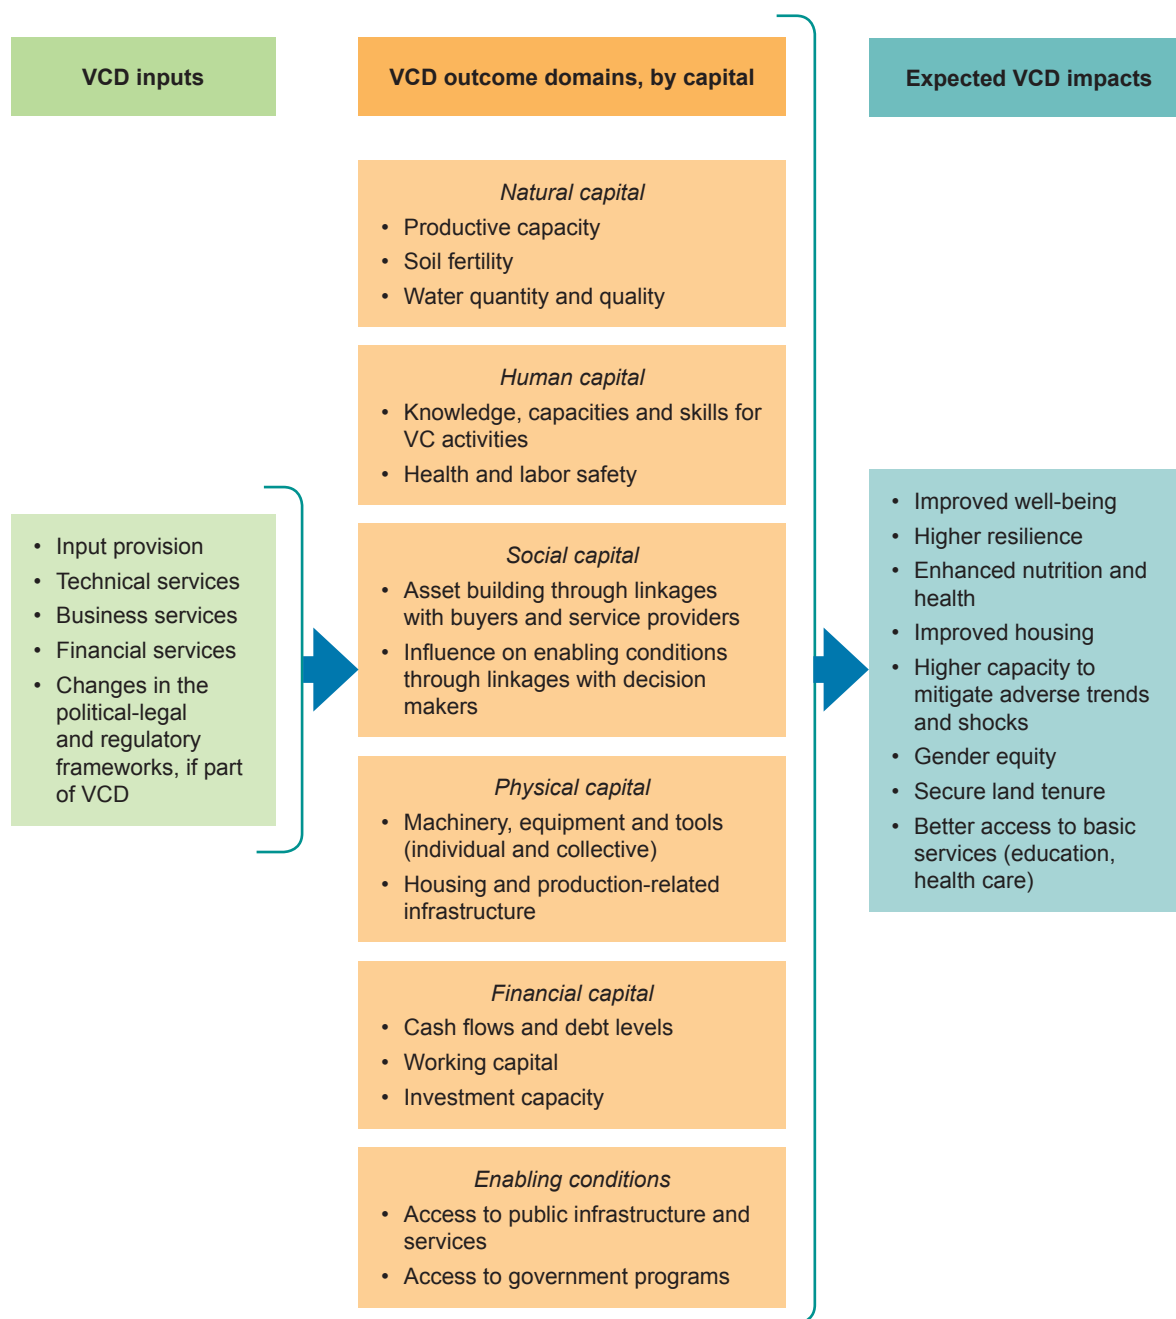 VCD inputs
VCD outcome domains, by capital
Expected VCD impacts
• Input provision
• Technical services
• Business services
• Financial services
• Changes in the
political-legal
and regulatory
frameworks, if part
of VCD
Natural capital
• Productive capacity
• Soil fertility
• Water quantity and quality
Human capital
• Knowledge, capacities and skills for
VC activities
• Health and labor safety
Social capital
• Asset building through linkages
with buyers and service providers
• Influence on enabling conditions
through linkages with decision
makers
Physical capital
• Machinery, equipment and tools
(individual and collective)
• Housing and production-related
infrastructure
Financial capital
• Cash flows and debt levels
• Working capital
• Investment capacity
Enabling conditions
• Access to public infrastructure and
services
• Access to government programs
• Improved well-being
• Higher resilience
• Enhanced nutrition and
health
• Improved housing
• Higher capacity to
mitigate adverse trends
and shocks
• Gender equity
• Secure land tenure
• Better access to basic
services (education,
health care)